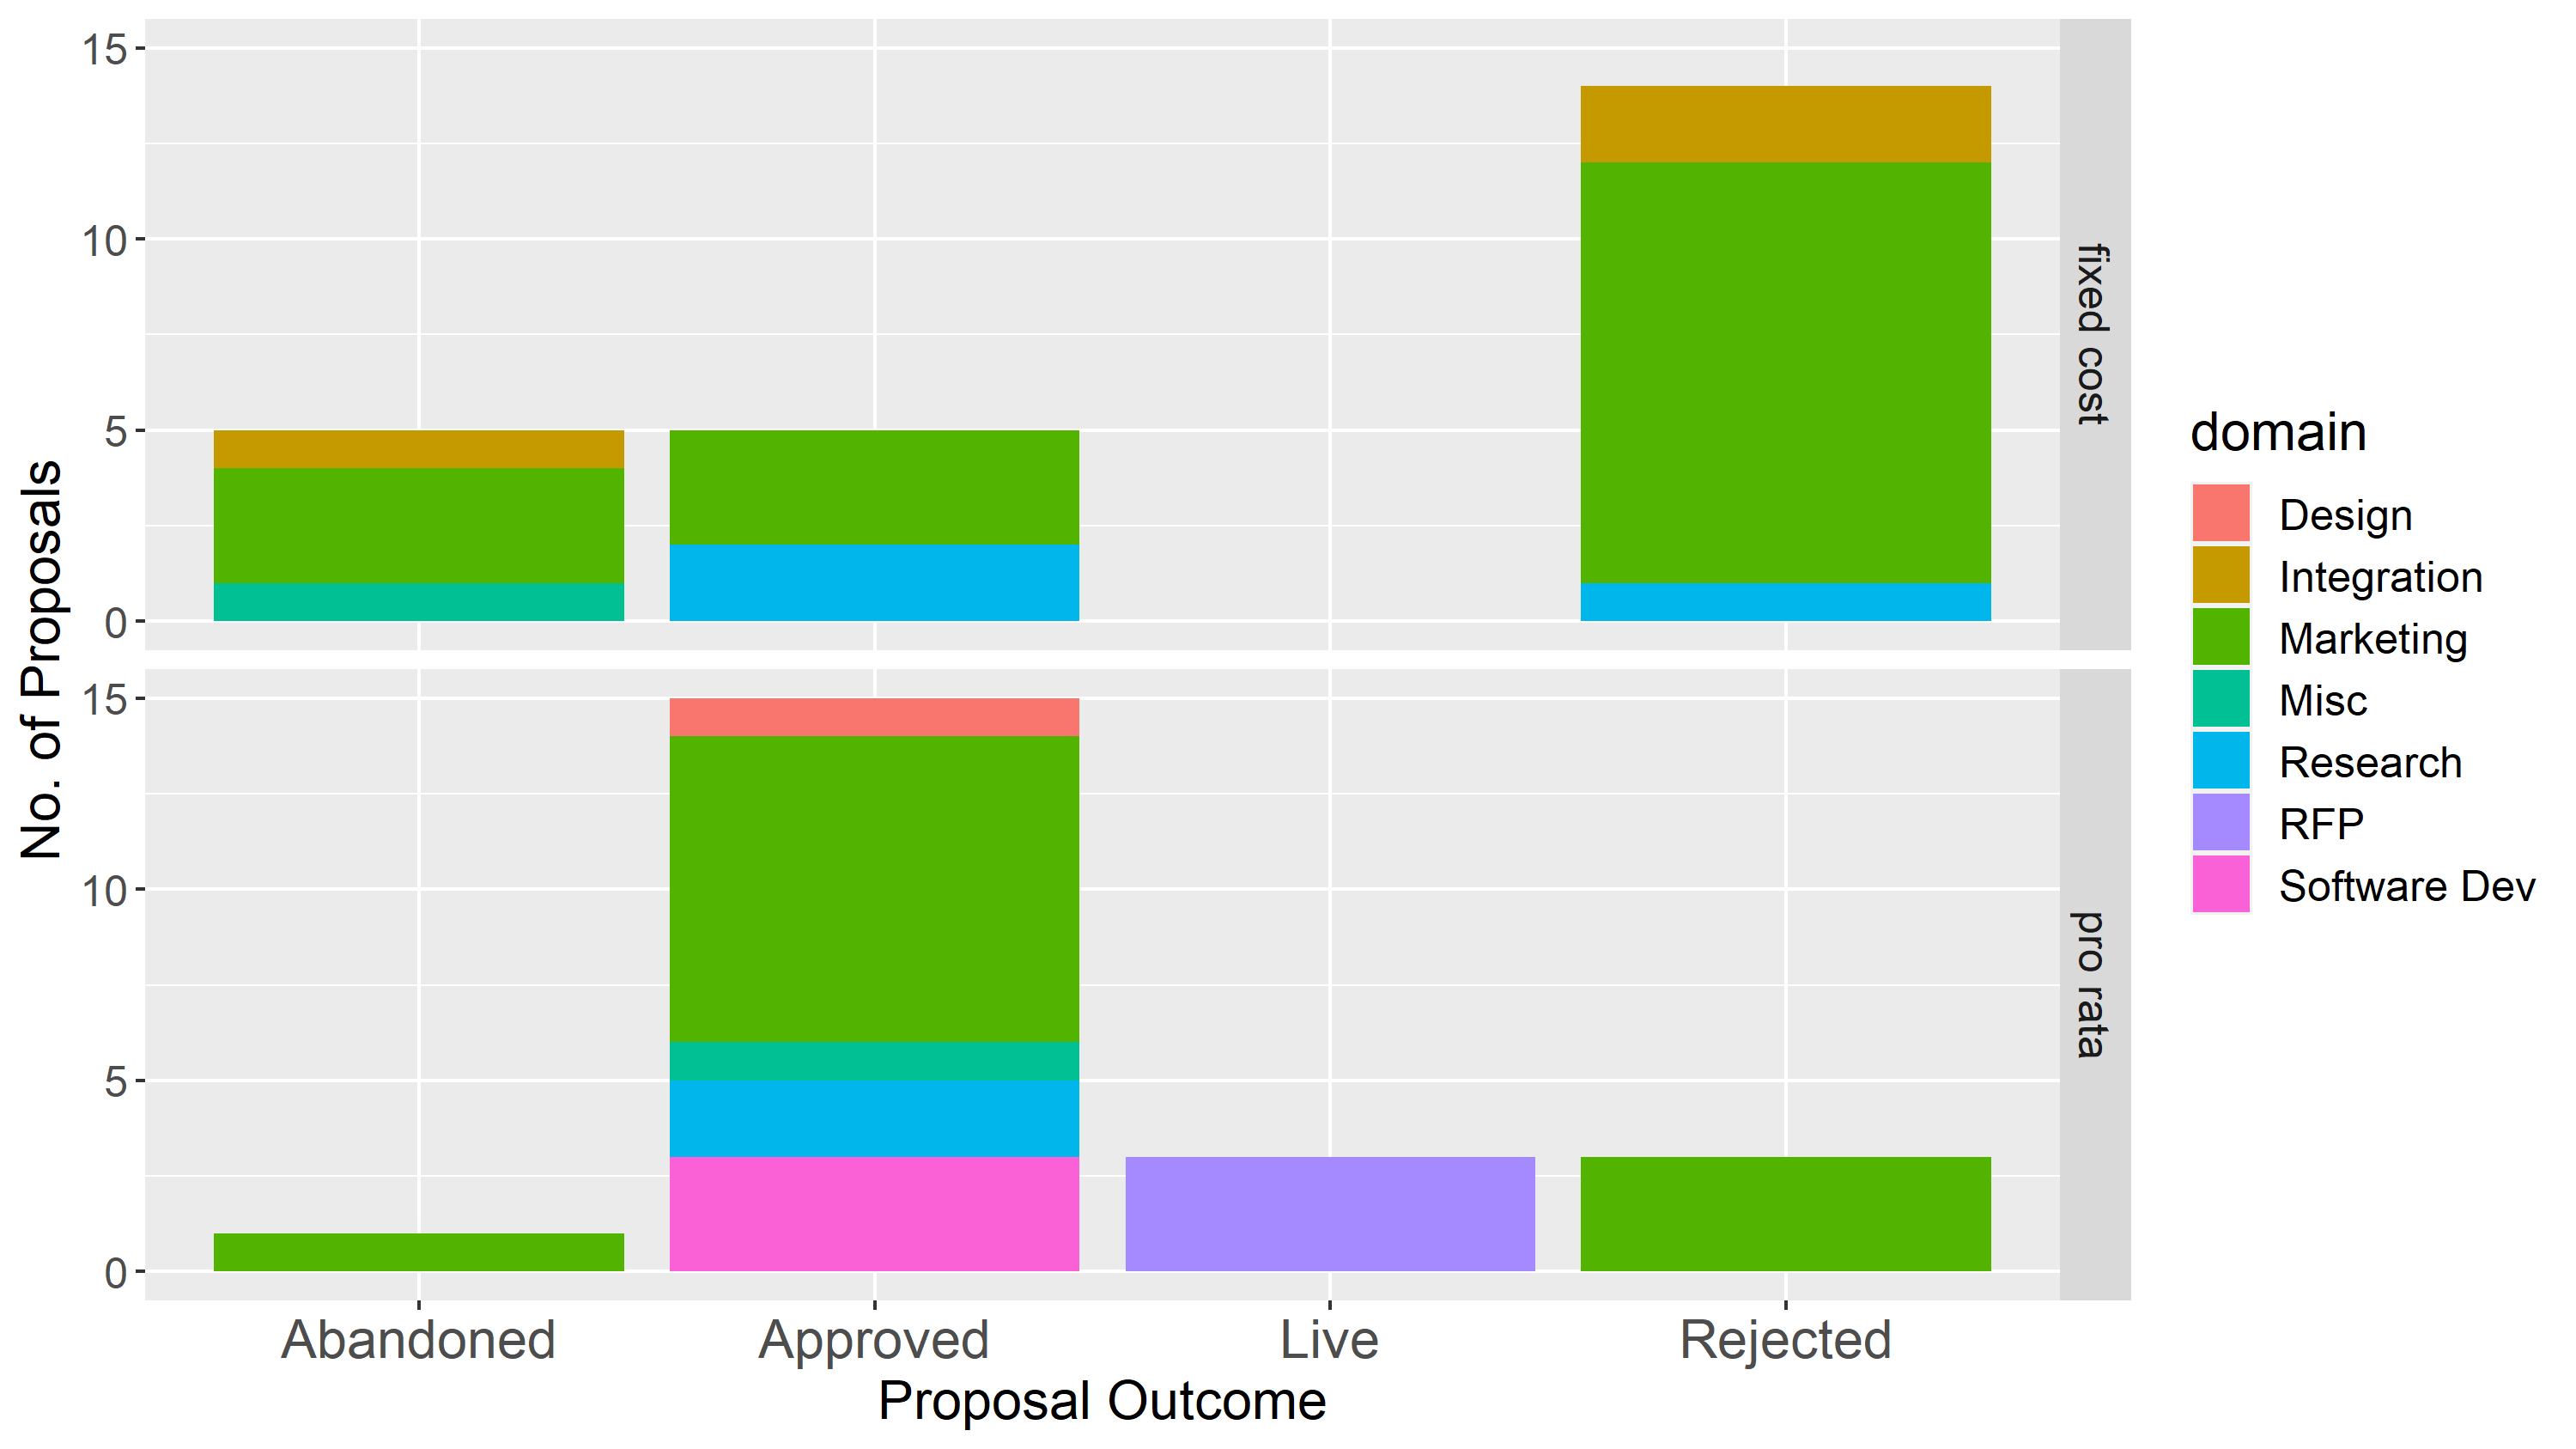 No. of Proposals
15
10
5
0
fixed cost
15
10
5
0
pro rata
Abandoned
Approved
Live
Rejected
Proposal Outcome
domain
Design
Integration
Marketing
Misc
Research
RFP
Software Dev